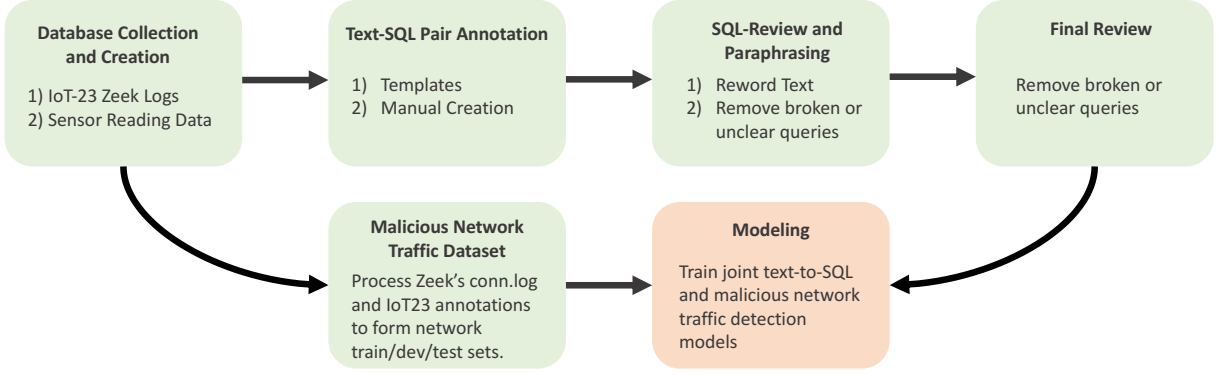 Database Collection
and Creation
1) IoT-23 Zeek Logs
2) Sensor Reading Data
Text-SQL Pair Annotation
1) Templates
2) Manual Creation
SQL-Review and
Paraphrasing
1) Reword Text
2) Remove broken or
unclear queries
Final Review
Remove broken or
unclear queries
Malicious Network
Traffic Dataset
Process Zeek's conn.log
and IoT23 annotations
to form network
train/dev/test sets.
Modeling
Train joint text-to-SQL
and malicious network
traffic detection
models